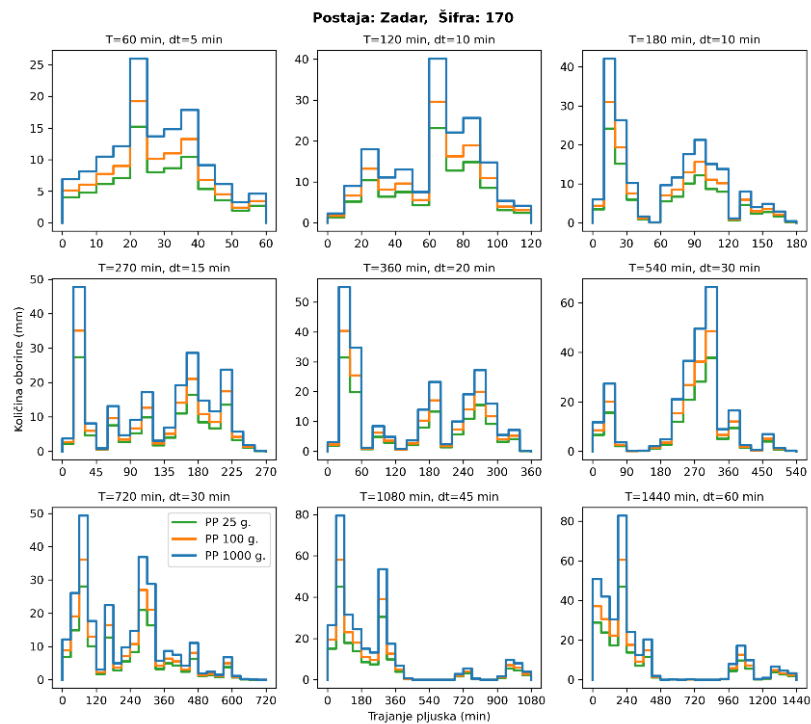 Postaja: Zadar,  Šifra: 170
T=60 min, dt=5 min
T=120 min, dt=10 min
T=180 min, dt=10 min
25
20
15
10
5
0
0 10 20 30 40 50 60
40
30
20
10
0
0 20 40 60 80 100 120
40
30
20
10
0
0 30 60 90 120 150 180
T=270 min, dt=15 min
T=360 min, dt=20 min
T=540 min, dt=30 min
Količina oborine (mm)
50
40
30
20
10
0
0 45 90 135 180 225 270
50
40
30
20
10
0
0 60 120 180 240 300 360
60
40
20
0
0 90 180 270 360 450 540
T=720 min, dt=30 min
T=1080 min, dt=45 min
T=1440 min, dt=60 min
50
40
30
20
10
0
PP 25 g.
PP 100 g.
PP 1000 g.
0 120 240 360 480 600 720
80
60
40
20
0
0 180 360 540 720 900 1080
80
60
40
20
0
0 240 480 720 960 1200 1440
Trajanje pljuska (min)